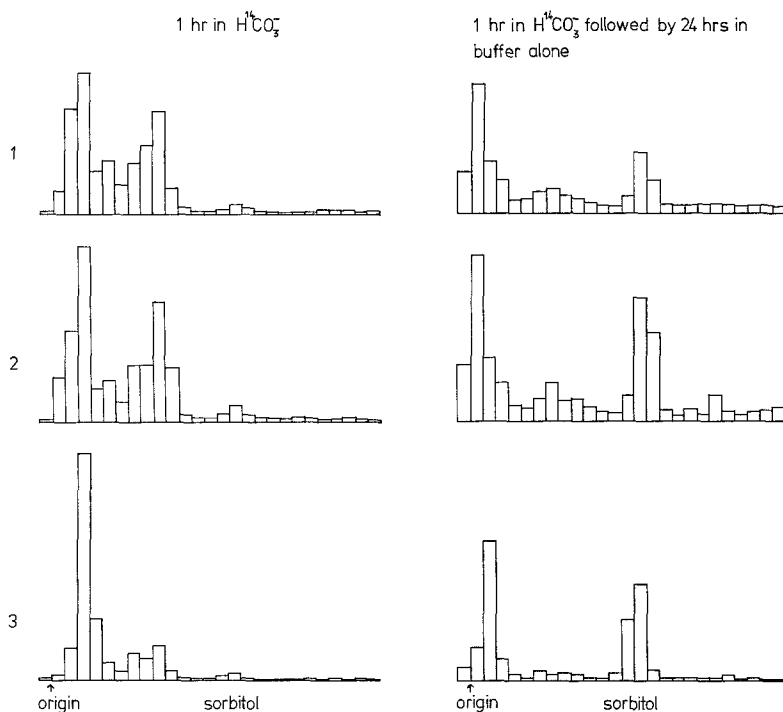 1 hr in H¹⁴CO₃⁻
1 hr in H¹⁴CO₃⁻ followed by 24 hrs in
buffer alone
1
2
3
↑
origin sorbitol
↑
origin sorbitol